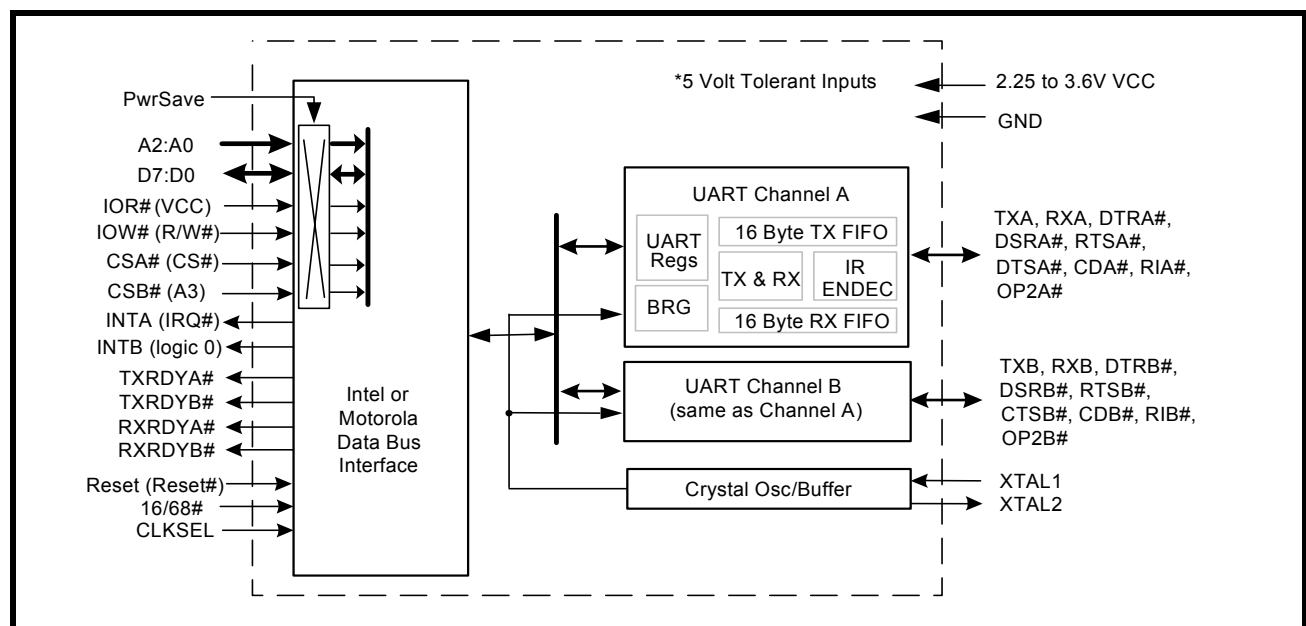 *5 Volt Tolerant Inputs
2.25 to 3.6V VCC
GND
PwrSave
A2:A0
D7:D0
IOR# (VCC)
IOW# (R/W#)
CSA# (CS#)
CSB# (A3)
INTA (IRQ#)
INTB (logic 0)
TXRDYA#
TXRDYB#
RXRDYA#
RXRDYB#
Reset (Reset#)
16/68#
CLKSEL
Intel or
Motorola
Data Bus
Interface
UART Channel A
UART
Regs
BRG
16 Byte TX FIFO
TX & RX
IR
ENDEC
16 Byte RX FIFO
UART Channel B
(same as Channel A)
Crystal Osc/Buffer
TXA, RXA, DTRA#,
DSRA#, RTSA#,
DTSA#, CDA#, RIA#,
OP2A#
TXB, RXB, DTRB#,
DSRB#, RTSB#,
CTSB#, CDB#, RIB#,
OP2B#
XTAL1
XTAL2